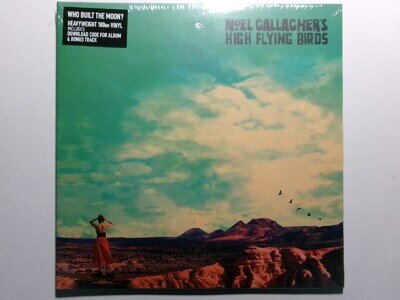 WHO BUILT THE MOON?
HEAVYWEIGHT 180GM VINYL
INCLUDES
DOWNLOAD CODE FOR ALBUM
& BONUS TRACK
NOEL GALLAGHER'S
HIGH FLYING BIRDS